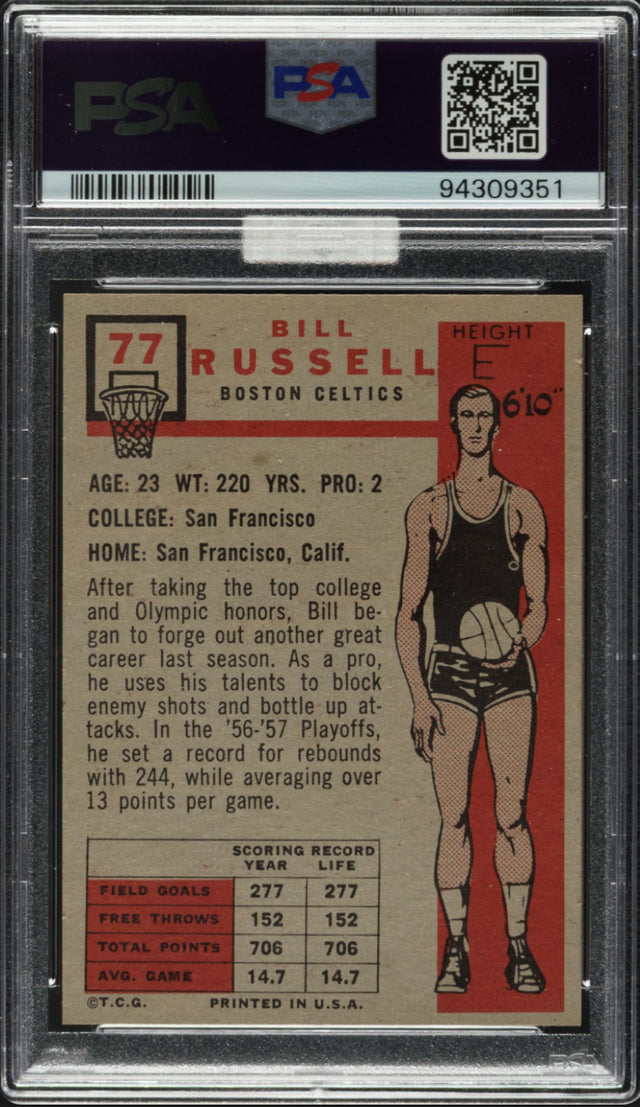 PSA PSA
94309351
77
BILL
RUSSELL
BOSTON CELTICS
HEIGHT
E
6'10"
AGE: 23 WT: 220 YRS. PRO: 2
COLLEGE: San Francisco
HOME: San Francisco, Calif.
After taking the top college
and Olympic honors, Bill be-
gan to forge out another great
career last season. As a pro,
he uses his talents to block
enemy shots and bottle up at-
tacks. In the '56-'57 Playoffs,
he set a record for rebounds
with 244, while averaging over
13 points per game.
SCORING RECORD
YEAR LIFE
FIELD GOALS 277 277
FREE THROWS 152 152
TOTAL POINTS 706 706
AVG. GAME 14.7 14.7
©T.C.G. PRINTED IN U.S.A.
PSA